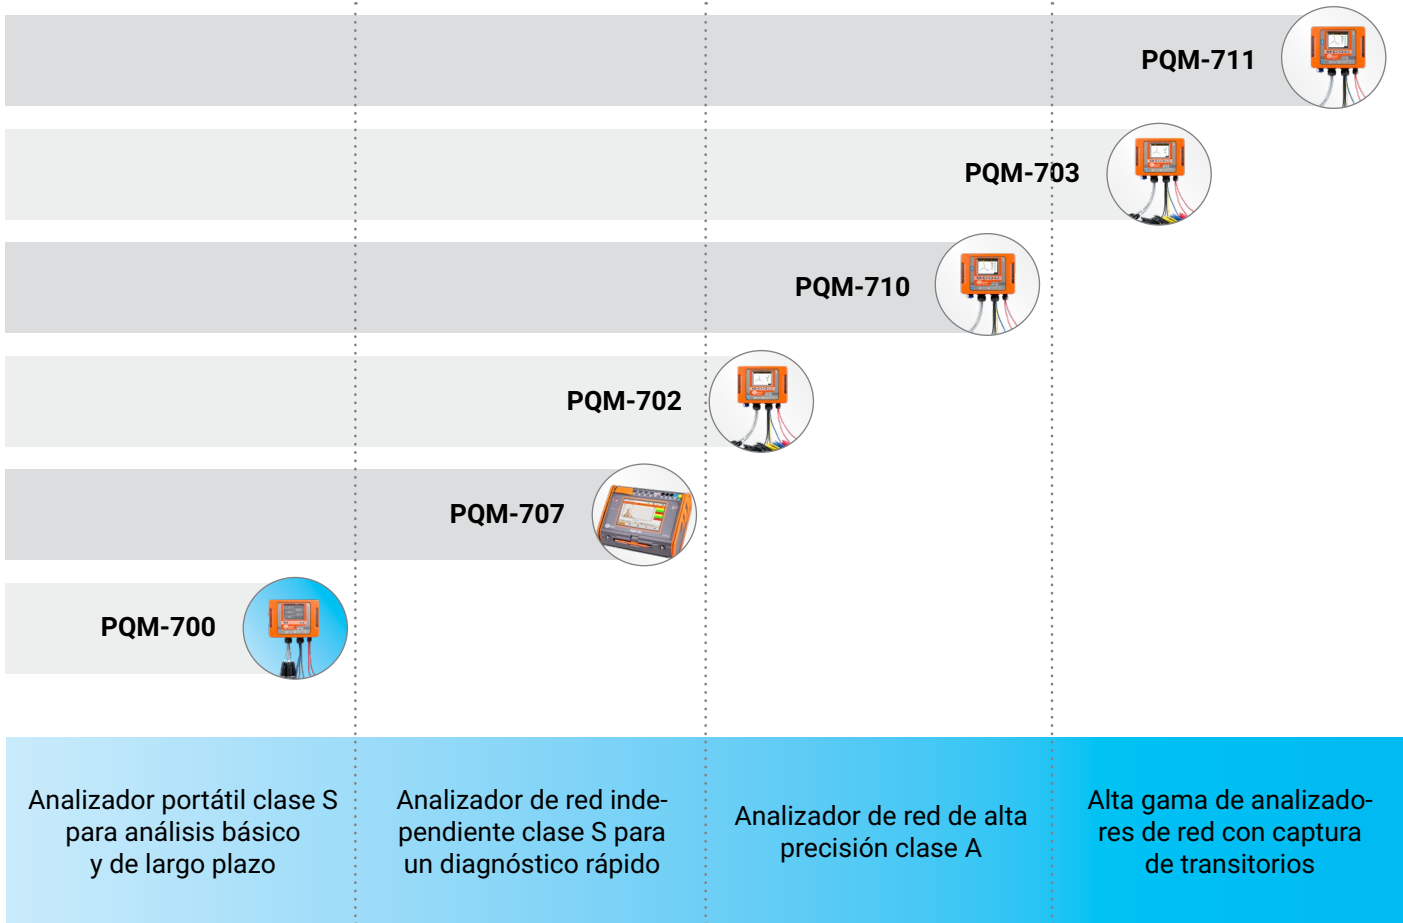 PQM-711
PQM-703
PQM-710
PQM-702
PQM-707
PQM-700
Analizador portátil clase S
para análisis básico
y de largo plazo
Analizador de red inde-
pendiente clase S para
un diagnóstico rápido
Analizador de red de alta
precisión clase A
Alta gama de analizado-
res de red con captura
de transitorios